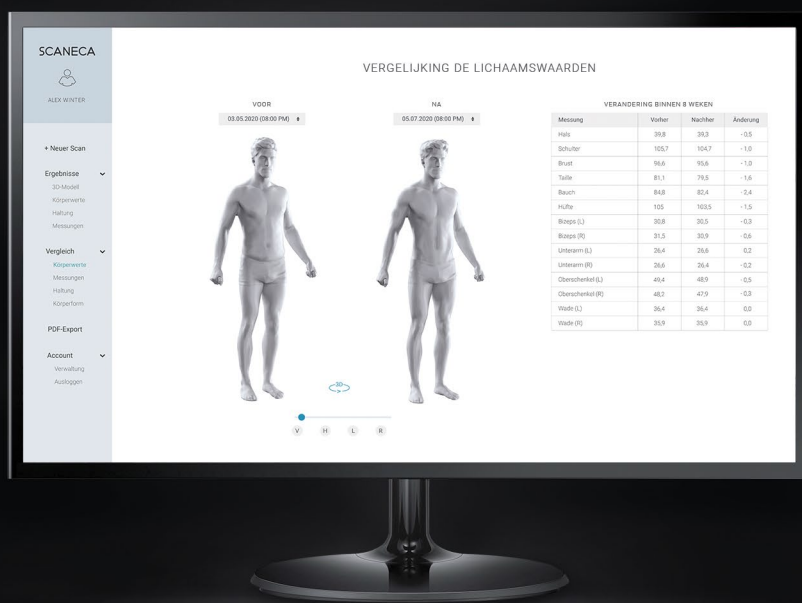 SCANECA
ALEX WINTER
+ Neuer Scan
Ergebnisse
3D-Modell
Körperwerte
Haltung
Messungen
Vergleich
Körperwerte
Messungen
Haltung
Körperform
PDF-Export
Account
Verwaltung
Ausloggen
VERGELIJKING DE LICHAAMSWAARDEN
VOOR
03.05.2020 (08:00 PM)
NA
05.07.2020 (08:00 PM)
3D
V H L R
VERANDERING BINNEN 8 WEKEN
Messung Vorher Nachher Änderung
Hals 39,8 39,3 - 0,5
Schulter 105,7 104,7 - 1,0
Brust 96,6 95,6 - 1,0
Taille 81,1 79,5 - 1,6
Bauch 84,8 82,4 - 2,4
Hüfte 105 103,5 - 1,5
Bizeps (L) 30,8 30,5 - 0,3
Bizeps (R) 31,5 30,9 - 0,6
Unterarm (L) 26,4 26,6 0,2
Unterarm (R) 26,6 26,4 - 0,2
Oberschenkel (L) 49,4 48,9 - 0,5
Oberschenkel (R) 48,2 47,9 - 0,3
Wade (L) 36,4 36,4 0,0
Wade (R) 35,9 35,9 0,0